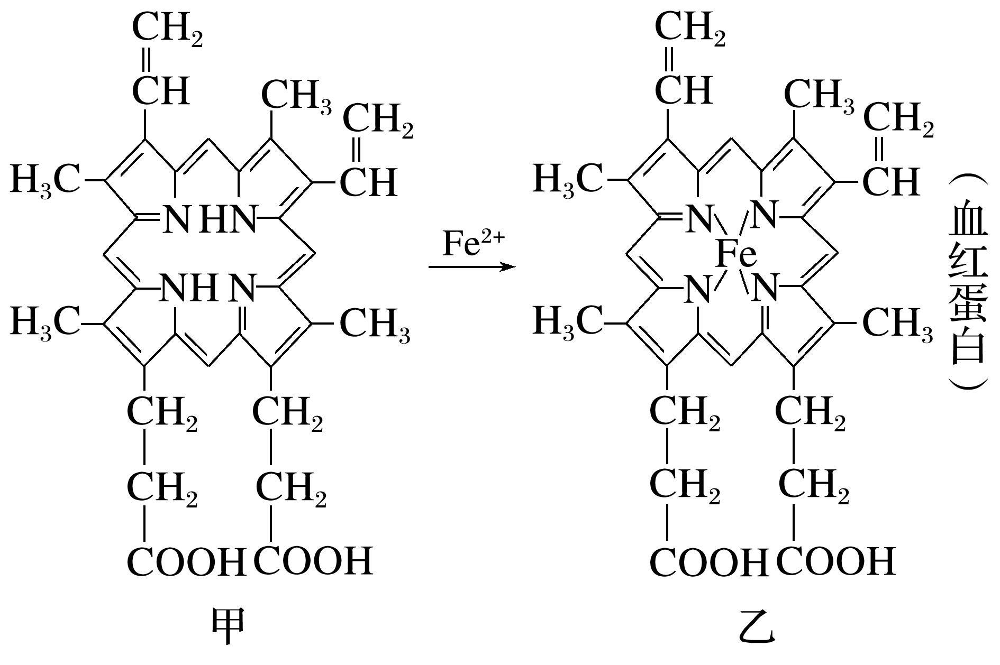 CH₂
CH
CH₃
CH₂
H₃C
CH
N HN
NH N
H₃C
CH₃
CH₂
CH₂
CH₂
CH₂
COOH COOH
甲
Fe²⁺
CH₂
CH
CH₃
CH₂
H₃C
CH
N N
Fe
N N
H₃C
CH₃
CH₂
CH₂
CH₂
CH₂
COOH COOH
乙
（血红蛋白）